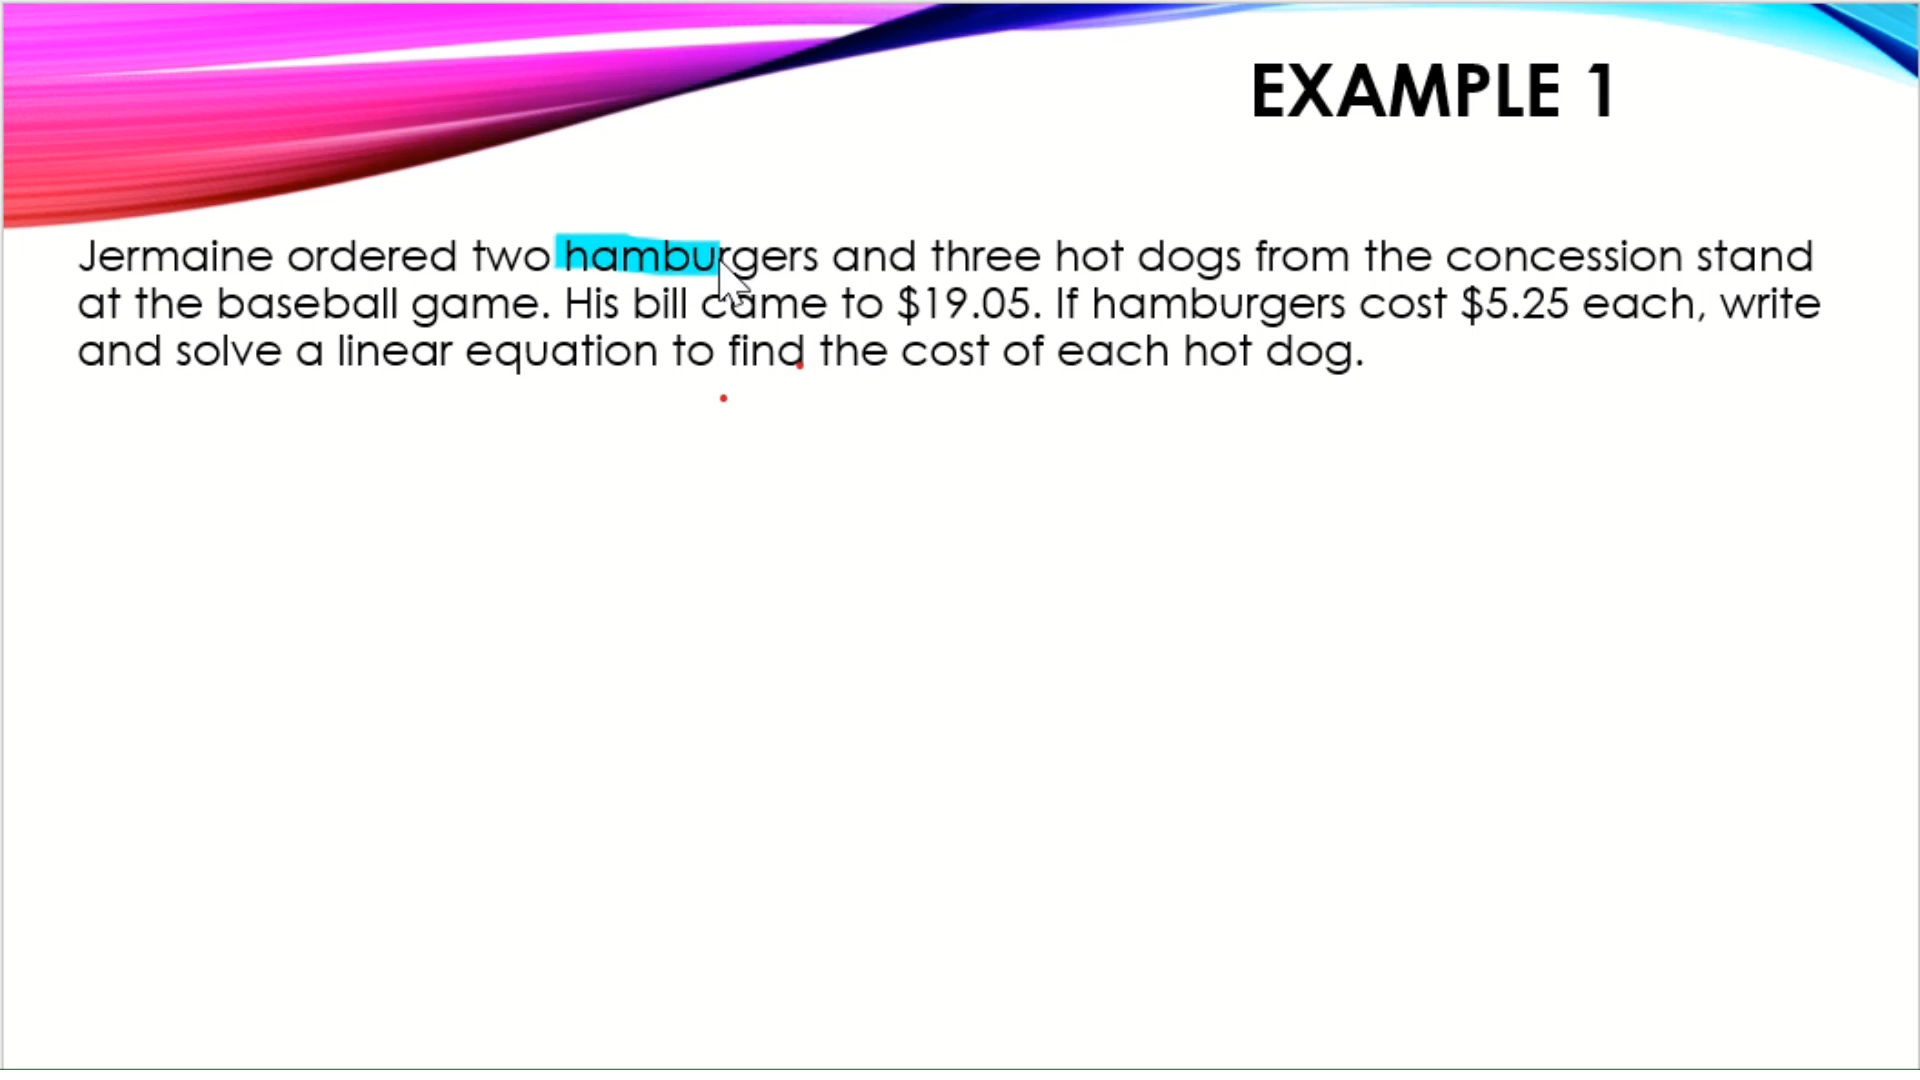 EXAMPLE 1
Jermaine ordered two hamburgers and three hot dogs from the concession stand
at the baseball game. His bill came to $19.05. If hamburgers cost $5.25 each, write
and solve a linear equation to find the cost of each hot dog.